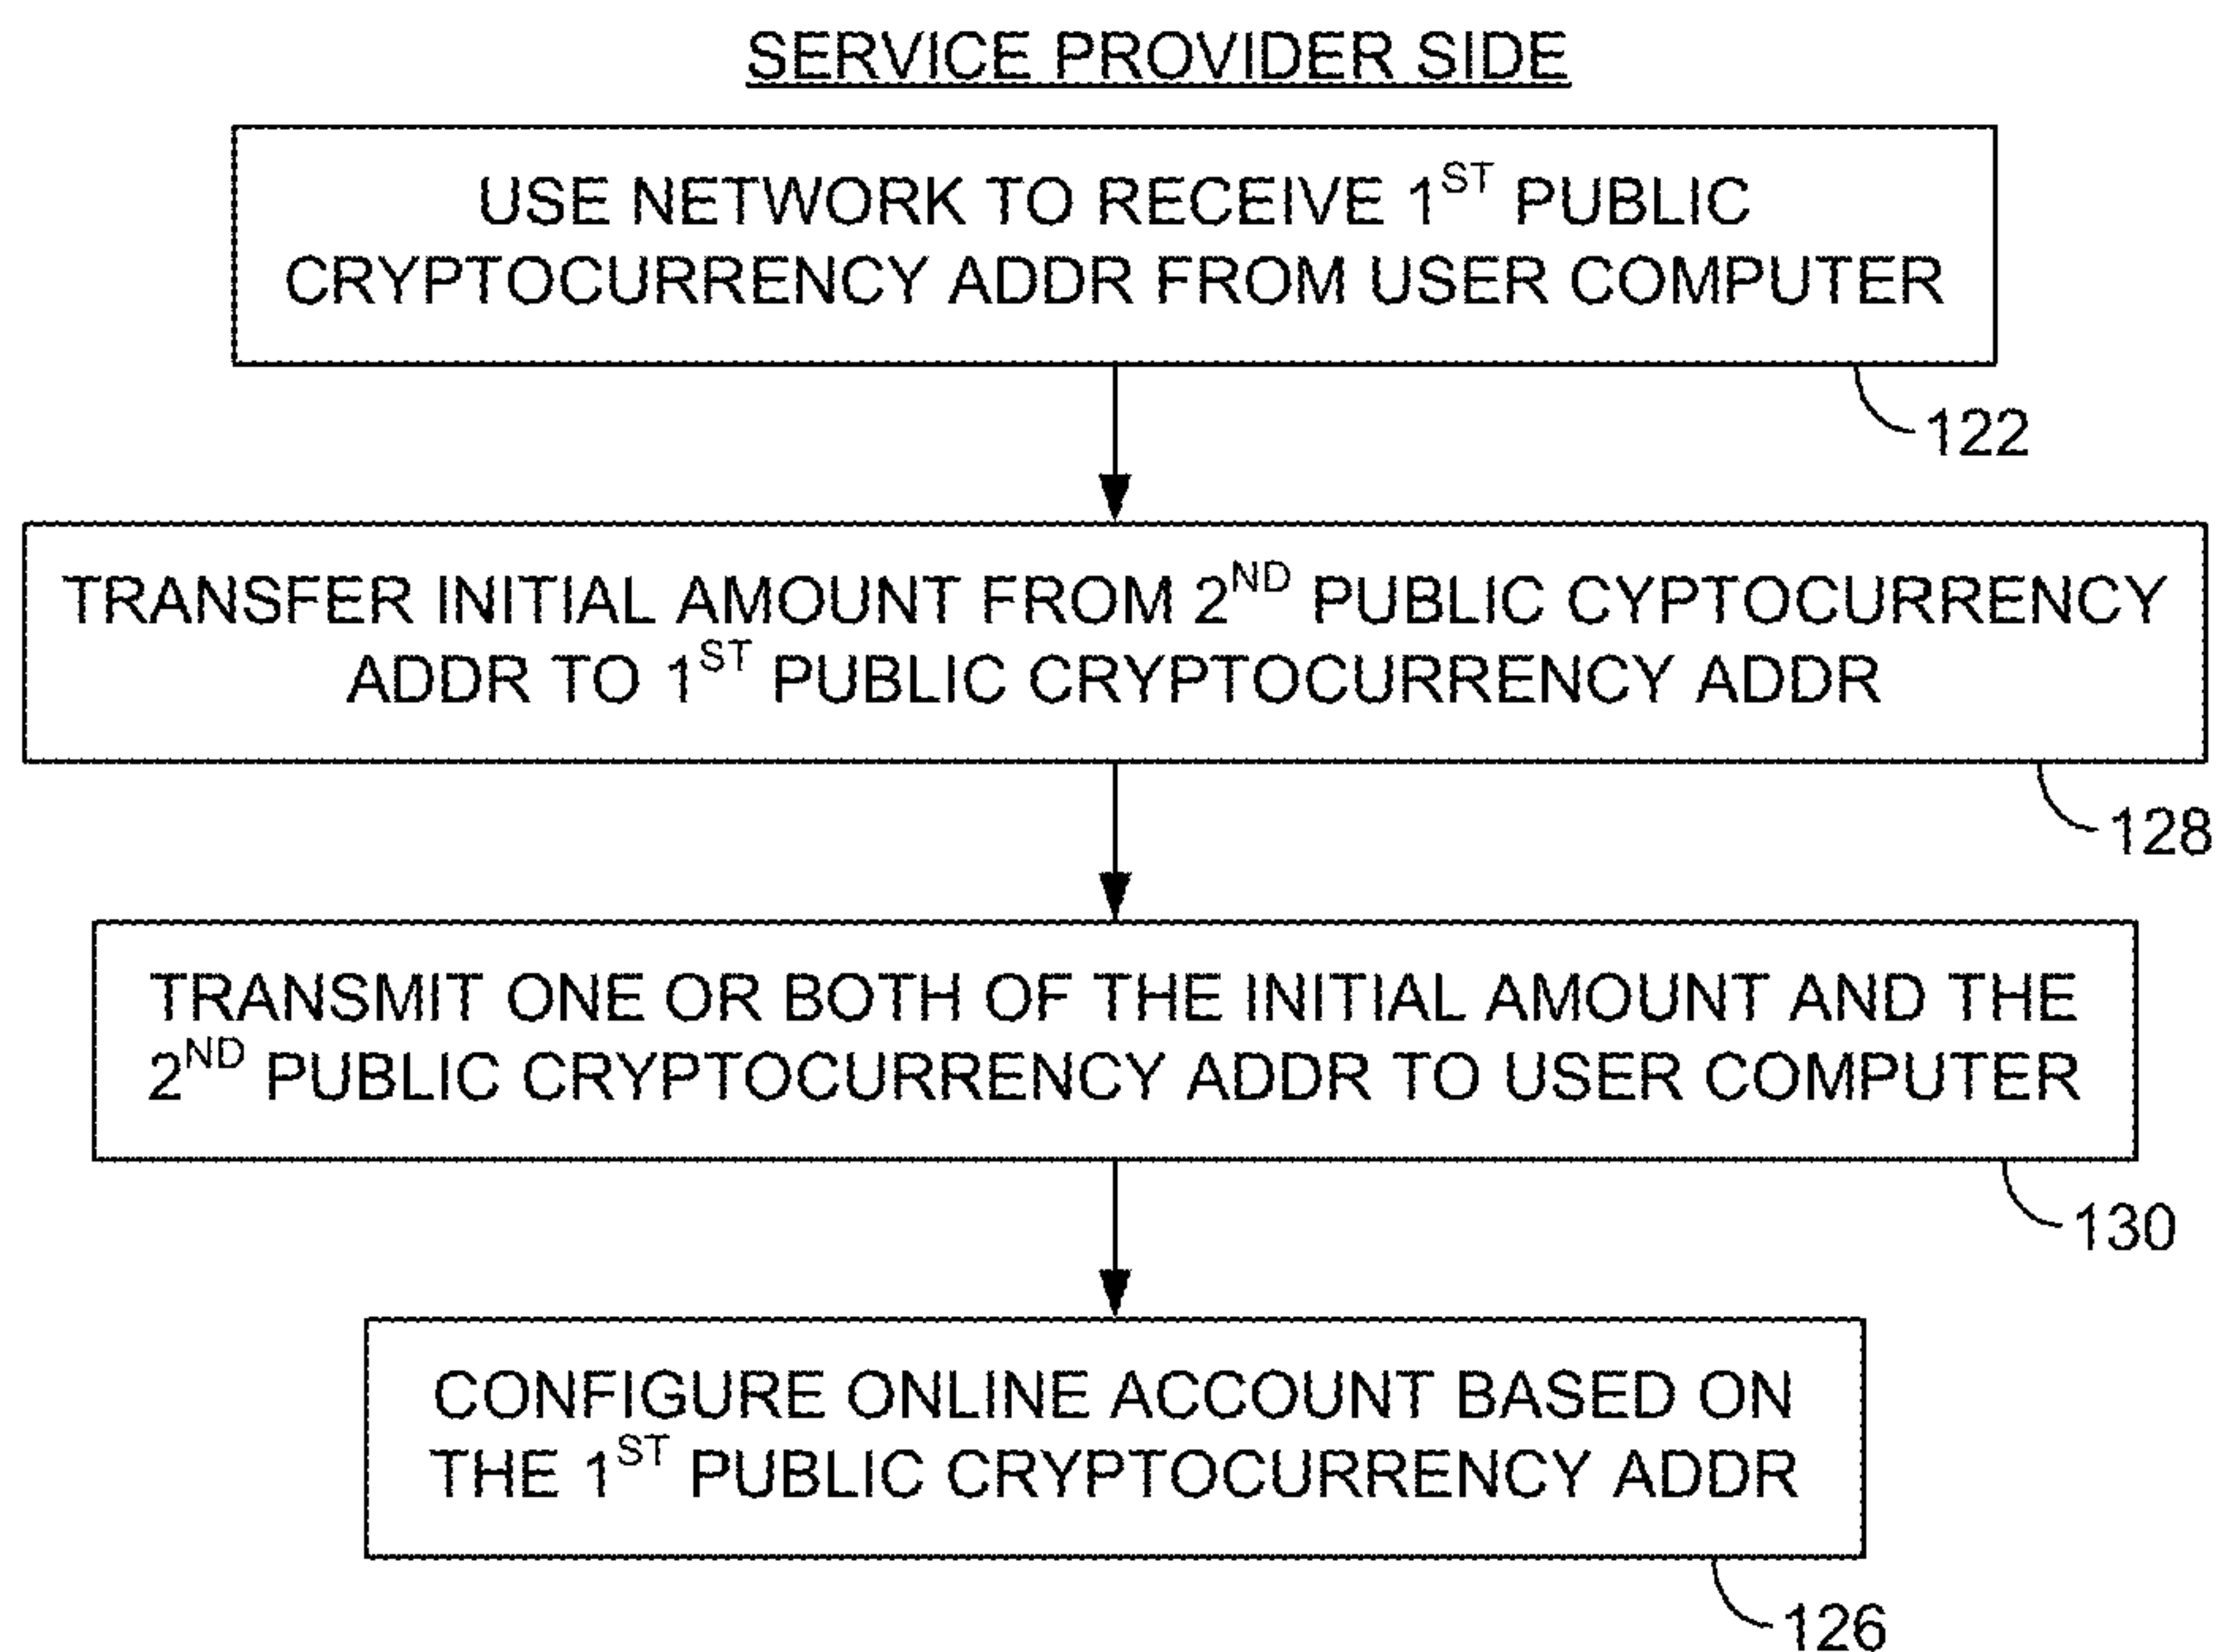 SERVICE PROVIDER SIDE
USE NETWORK TO RECEIVE 1ST PUBLIC
CRYPTOCURRENCY ADDR FROM USER COMPUTER
122
TRANSFER INITIAL AMOUNT FROM 2ND PUBLIC CYPTOCURRENCY
ADDR TO 1ST PUBLIC CRYPTOCURRENCY ADDR
128
TRANSMIT ONE OR BOTH OF THE INITIAL AMOUNT AND THE
2ND PUBLIC CRYPTOCURRENCY ADDR TO USER COMPUTER
130
CONFIGURE ONLINE ACCOUNT BASED ON
THE 1ST PUBLIC CRYPTOCURRENCY ADDR
126